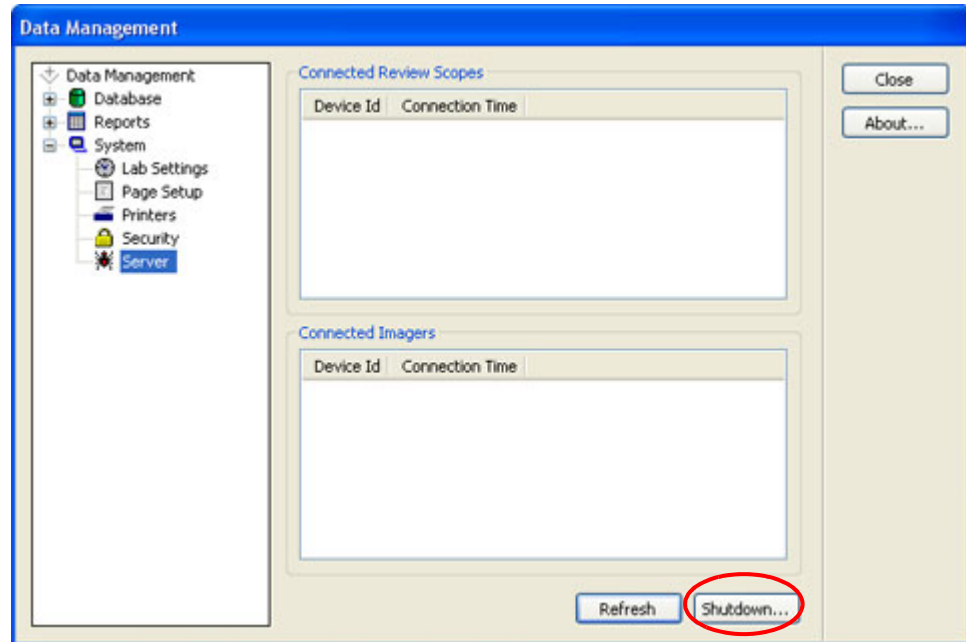 Data Management
Data Management
Database
Reports
System
Lab Settings
Page Setup
Printers
Security
Server
Connected Review Scopes
Device Id Connection Time
Connected Imagers
Device Id Connection Time
Refresh Shutdown...
Close
About...